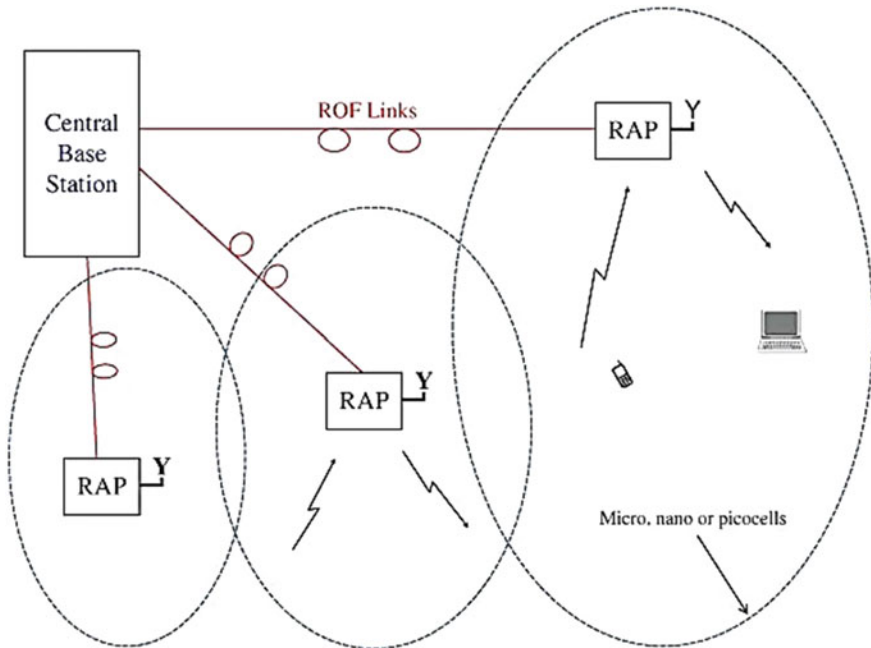 Central
Base
Station
ROF Links
RAP
Y
RAP
Y
RAP
Y
Micro, nano or picocells